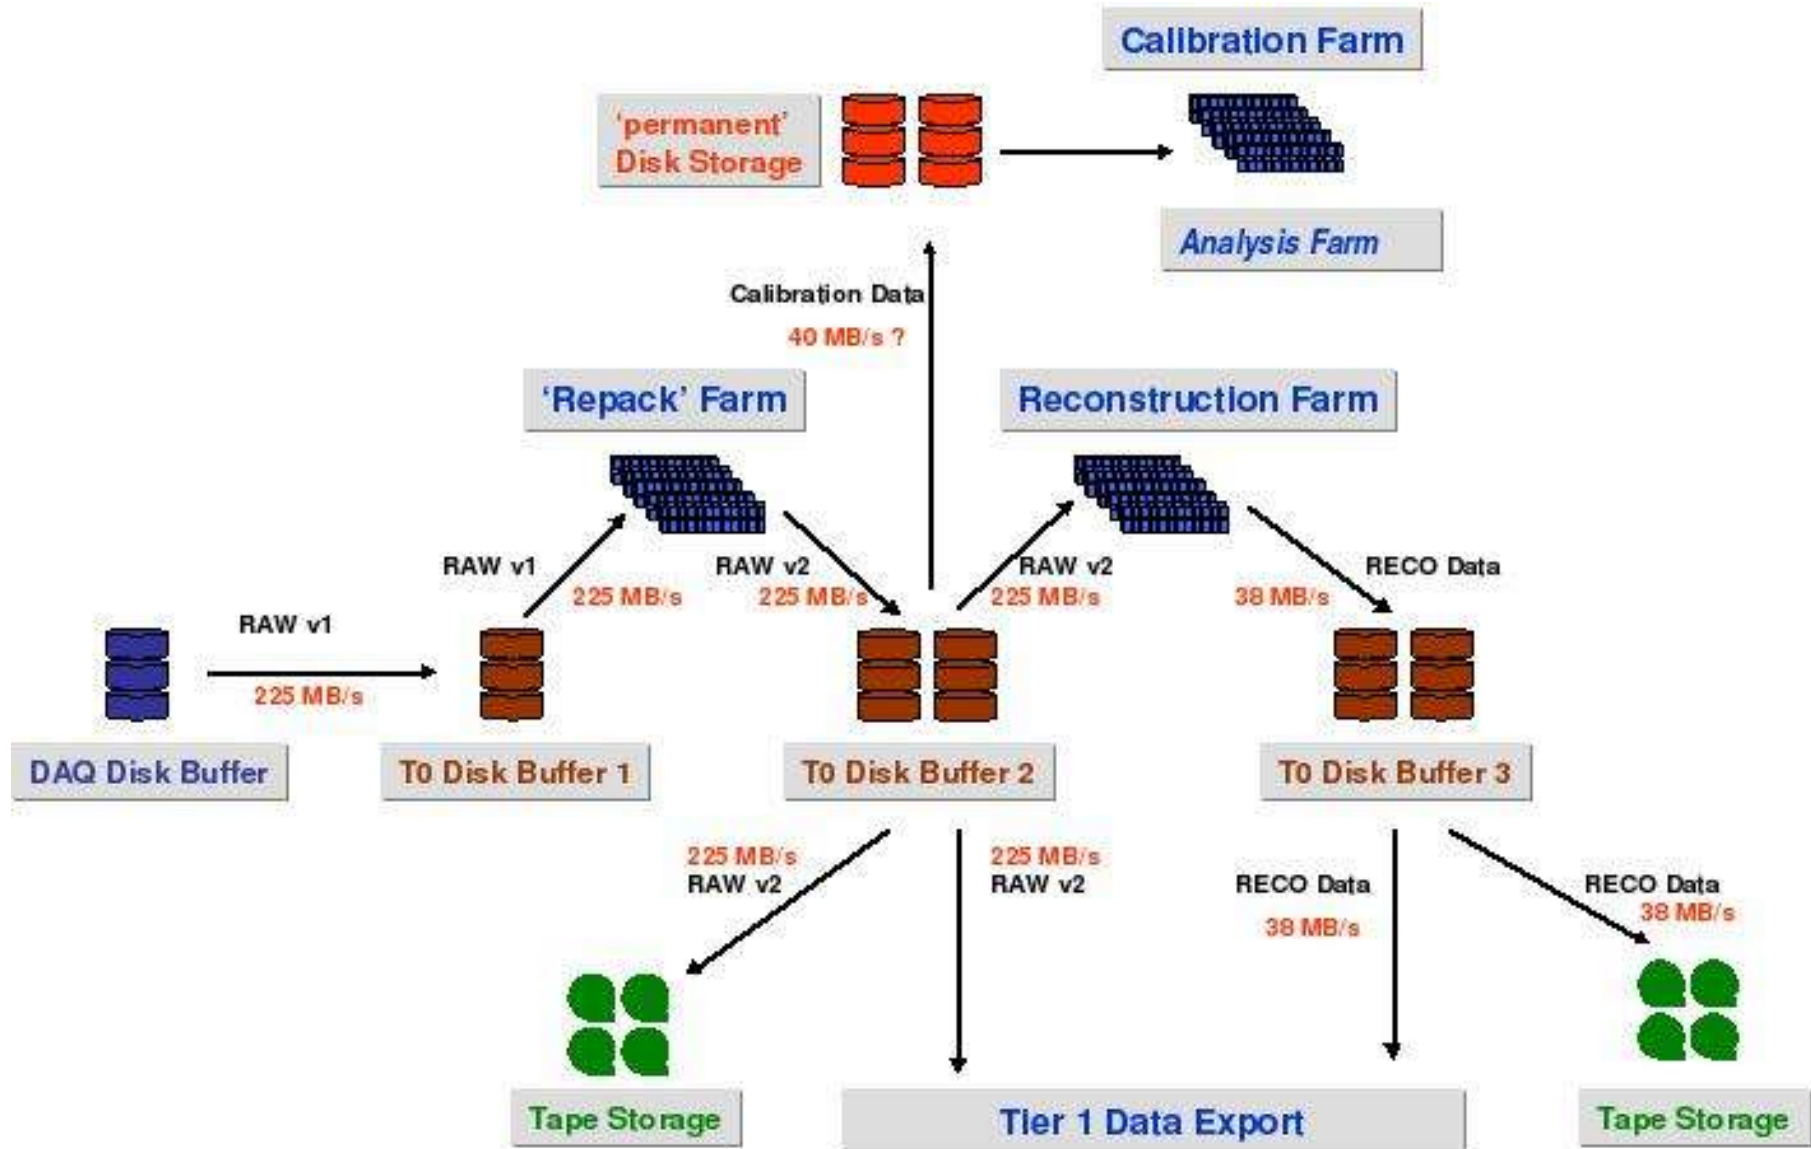 Calibration Farm
'permanent'
Disk Storage
Analysis Farm
Calibration Data
40 MB/s ?
'Repack' Farm
Reconstruction Farm
RAW v1
225 MB/s
RAW v2
225 MB/s
RAW v2
225 MB/s
RECO Data
38 MB/s
RAW v1
225 MB/s
DAQ Disk Buffer
T0 Disk Buffer 1
T0 Disk Buffer 2
T0 Disk Buffer 3
225 MB/s
RAW v2
225 MB/s
RAW v2
RECO Data
38 MB/s
RECO Data
38 MB/s
Tape Storage
Tier 1 Data Export
Tape Storage